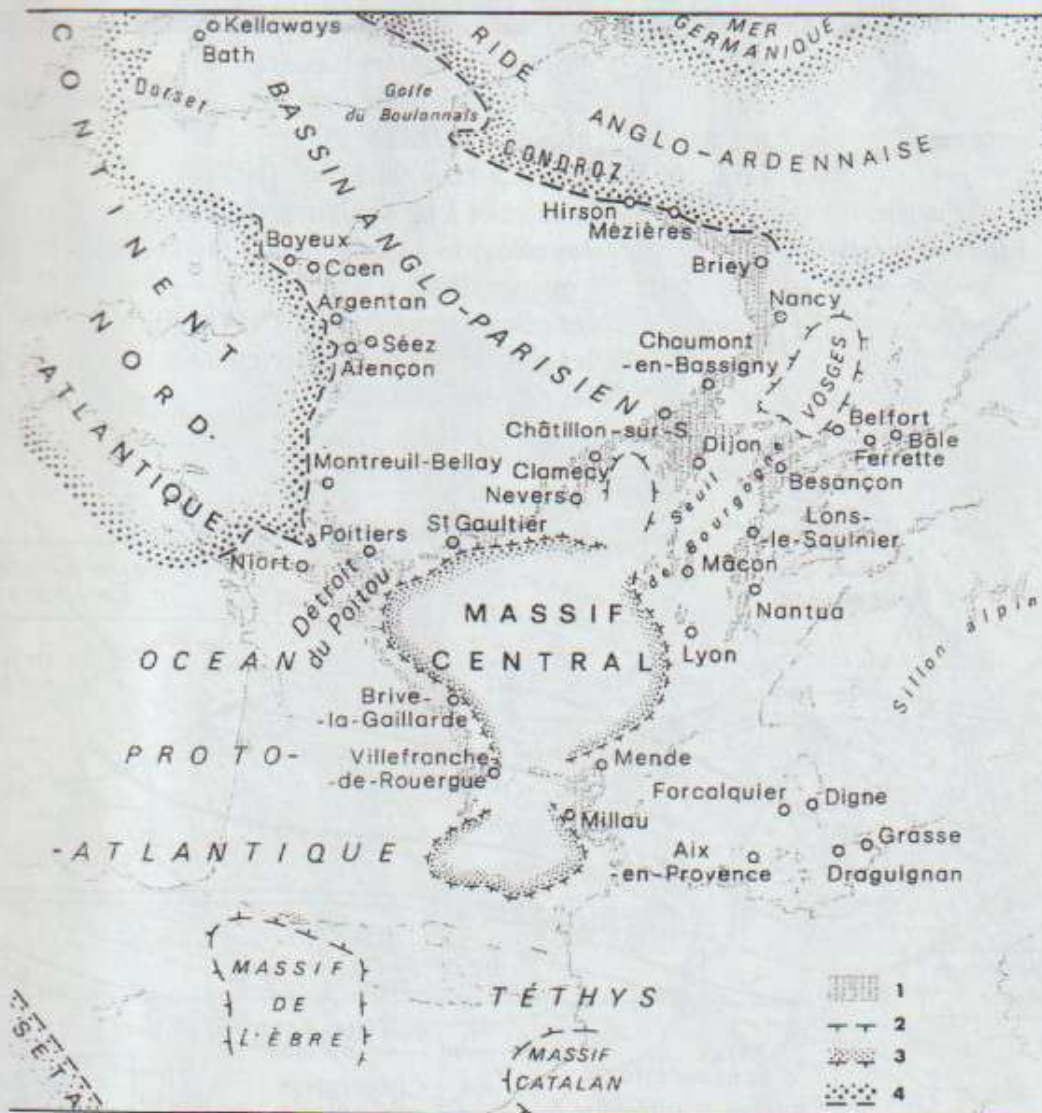 Kellaways
Bath
Dorset
CONTINENT
NORD-
-ATLANTIQUE
BASSIN ANGLO-PARISIEN
Golfe
du Boulonnais
RIDE
ANGLO-ARDENNAISE
MER
GERMANIQUE
CONDROZ
Hirson
Mézières
Briey
Nancy
Bayeux
Caen
Argentan
Séez
Alençon
Chaumont
-en-Bassigny
VOSGES
Châtillon-sur-S.
Dijon
Belfort
Bâle
Ferrette
Besançon
Montreuil-Bellay
Clamecy
Nevers
Seuil
de Bourgogne
Lons-
-le-Saulnier
Poitiers
Niort
St Gaultier
Détroit
du Poitou
Mâcon
Nantua
Lyon
MASSIF
CENTRAL
Sillon alpin
OCEAN
PROTO-
-ATLANTIQUE
Brive-
-la-Gaillarde
Villefranche
-de-Rouergue
Mende
Millau
Forcalquier
Digne
Grasse
Draguignan
Aix
-en-Provence
MASSIF
DE
L'ÈBRE
TÉTHYS
MASSIF
CATALAN
SETA
1
2
3
4